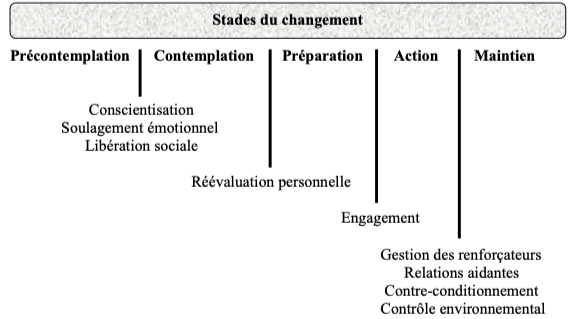 Stades du changement
Précontemplation Contemplation Préparation Action Maintien
Conscientisation
Soulagement émotionnel
Libération sociale
Réévaluation personnelle
Engagement
Gestion des renforçateurs
Relations aidantes
Contre-conditionnement
Contrôle environnemental